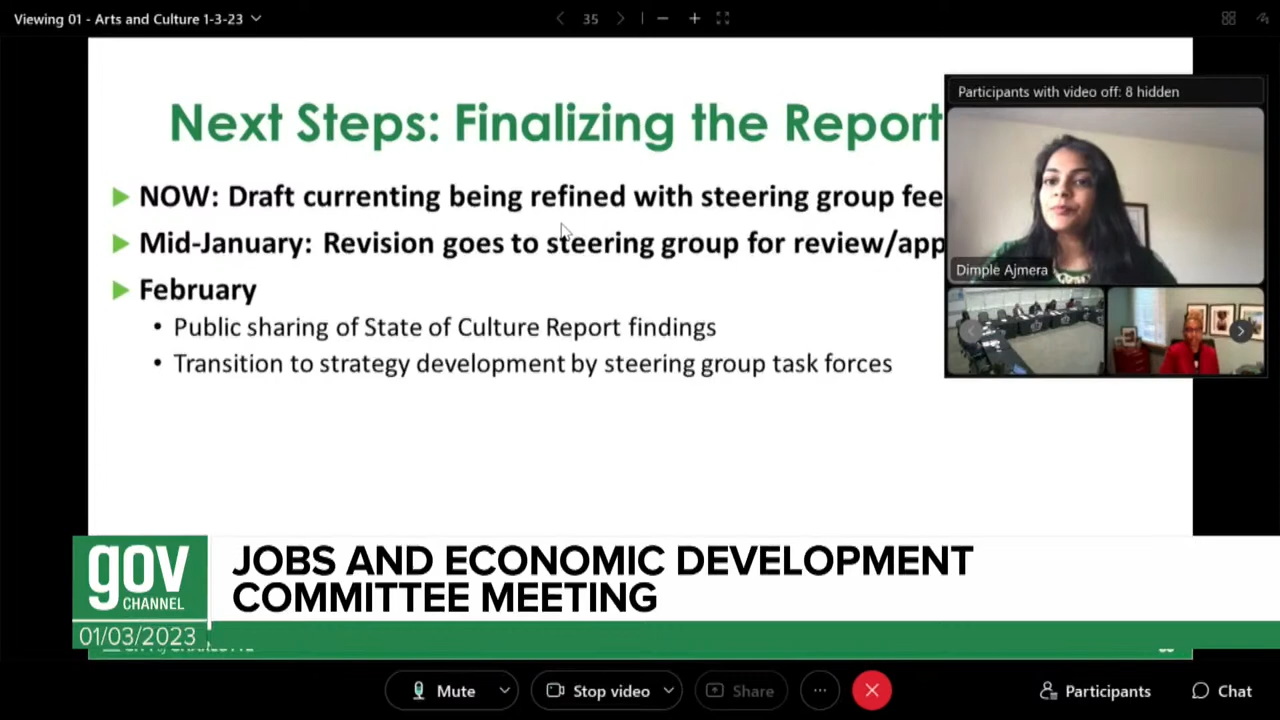 Viewing 01 - Arts and Culture 1-3-23
35
Participants with video off: 8 hidden
Next Steps: Finalizing the Report
NOW: Draft currenting being refined with steering group fee
Mid-January: Revision goes to steering group for review/app
February
• Public sharing of State of Culture Report findings
• Transition to strategy development by steering group task forces
Dimple Ajmera
gov
CHANNEL
01/03/2023
JOBS AND ECONOMIC DEVELOPMENT
COMMITTEE MEETING
Mute
Stop video
Share
Participants
Chat